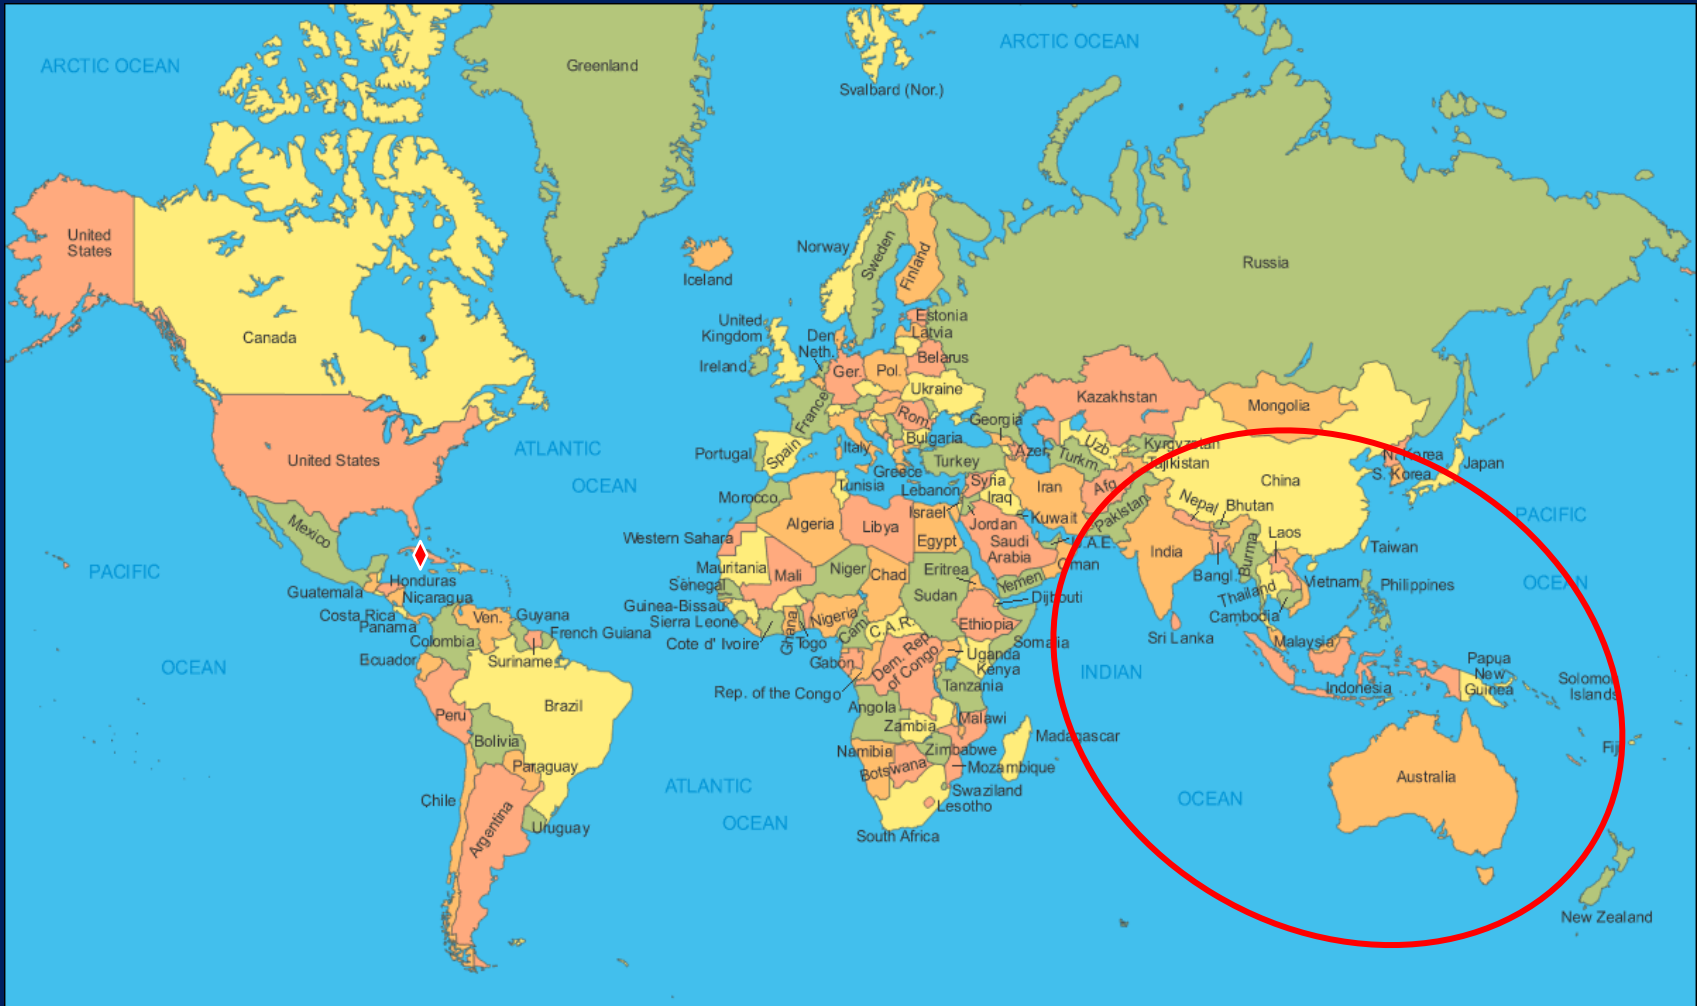 ARCTIC OCEAN
Greenland
Svalbard (Nor.)
ARCTIC OCEAN
United
States
Canada
Iceland
Norway
Sweden
Finland
Russia
United
Kingdom
Ireland
Den.
Neth.
Estonia
Latvia
Belarus
Ger.
Pol.
Ukraine
France
Rom.
Kazakhstan
Mongolia
United States
ATLANTIC
OCEAN
Portugal
Spain
Italy
Bulgaria
Greece
Georgia
Azer.
Turkey
Uzb.
Turkm.
Kyrgyzstan
Tajikistan
China
N. Korea
S. Korea
Japan
Mexico
Morocco
Tunisia
Lebanon
Syria
Iraq
Iran
Afg.
Pakistan
Nepal
Bhutan
PACIFIC
OCEAN
Western Sahara
Algeria
Libya
Israel
Egypt
Jordan
Kuwait
Saudi
Arabia
U.A.E.
Oman
India
Bangl.
Burma
Laos
Taiwan
PACIFIC
OCEAN
Guatemala
Honduras
Nicaragua
Costa Rica
Panama
Mauritania
Senegal
Guinea-Bissau
Sierra Leone
Cote d' Ivoire
Mali
Niger
Chad
Sudan
Eritrea
Yemen
Djibouti
Ethiopia
Somalia
Ghana
Togo
Nigeria
Cam.
C.A.R.
Thailand
Vietnam
Cambodia
Philippines
Sri Lanka
Malaysia
Ven.
Guyana
French Guiana
Suriname
Colombia
Ecuador
Peru
Brazil
Bolivia
Paraguay
Chile
Argentina
Uruguay
Gabon
Rep. of the Congo
Dem. Rep.
of Congo
Uganda
Kenya
Tanzania
Angola
Zambia
Malawi
Namibia
Botswana
Zimbabwe
Mozambique
Madagascar
Swaziland
Lesotho
South Africa
ATLANTIC
OCEAN
INDIAN
OCEAN
Indonesia
Papua
New
Guinea
Solomon
Islands
Fiji
Australia
New Zealand